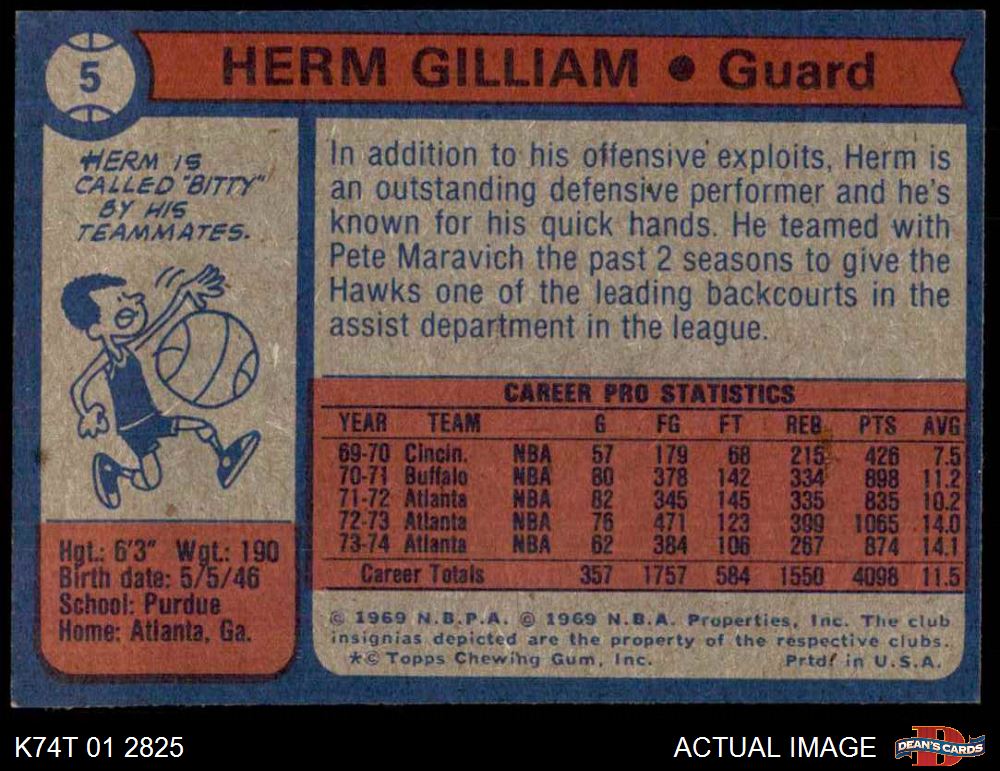 5
HERM GILLIAM • Guard
HERM IS
CALLED "BITTY"
BY HIS
TEAMMATES.
In addition to his offensive exploits, Herm is
an outstanding defensive performer and he's
known for his quick hands. He teamed with
Pete Maravich the past 2 seasons to give the
Hawks one of the leading backcourts in the
assist department in the league.
CAREER PRO STATISTICS
YEAR TEAM G FG FT REB PTS AVG
69-70 Cincin. NBA 57 179 68 215 426 7.5
70-71 Buffalo NBA 80 378 142 334 898 11.2
71-72 Atlanta NBA 82 345 145 335 835 10.2
72-73 Atlanta NBA 76 471 123 399 1065 14.0
73-74 Atlanta NBA 62 384 106 267 874 14.1
Career Totals 357 1757 584 1550 4098 11.5
Hgt.: 6'3" Wgt.: 190
Birth date: 5/5/46
School: Purdue
Home: Atlanta, Ga.
© 1969 N.B.P.A. © 1969 N.B.A. Properties, Inc. The club
insignias depicted are the property of the respective clubs.
*© Topps Chewing Gum, Inc. Prtd. in U.S.A.
K74T 01 2825
ACTUAL IMAGE
D
DEAN'S CARDS